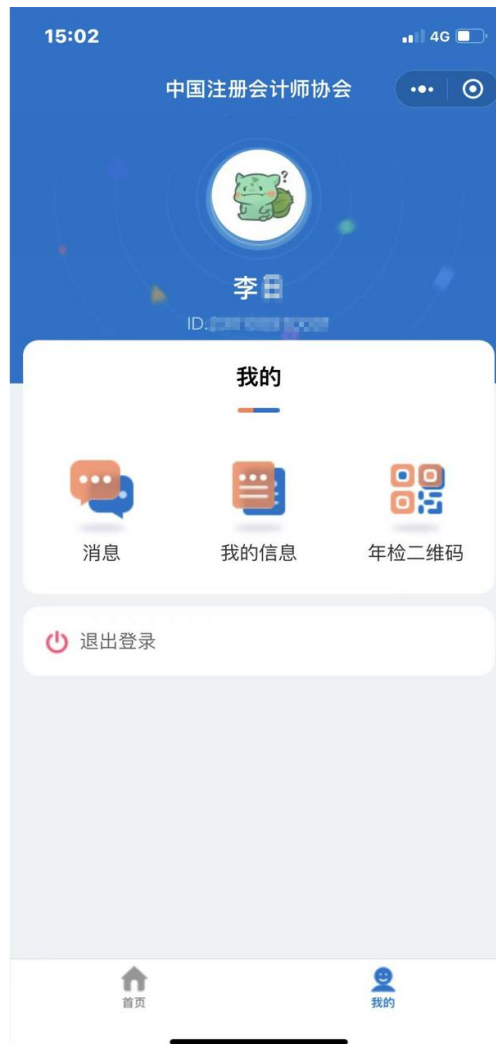 15:02
4G
中国注册会计师协会
?
李
ID.
我的
消息
我的信息
年检二维码
退出登录
首页
我的